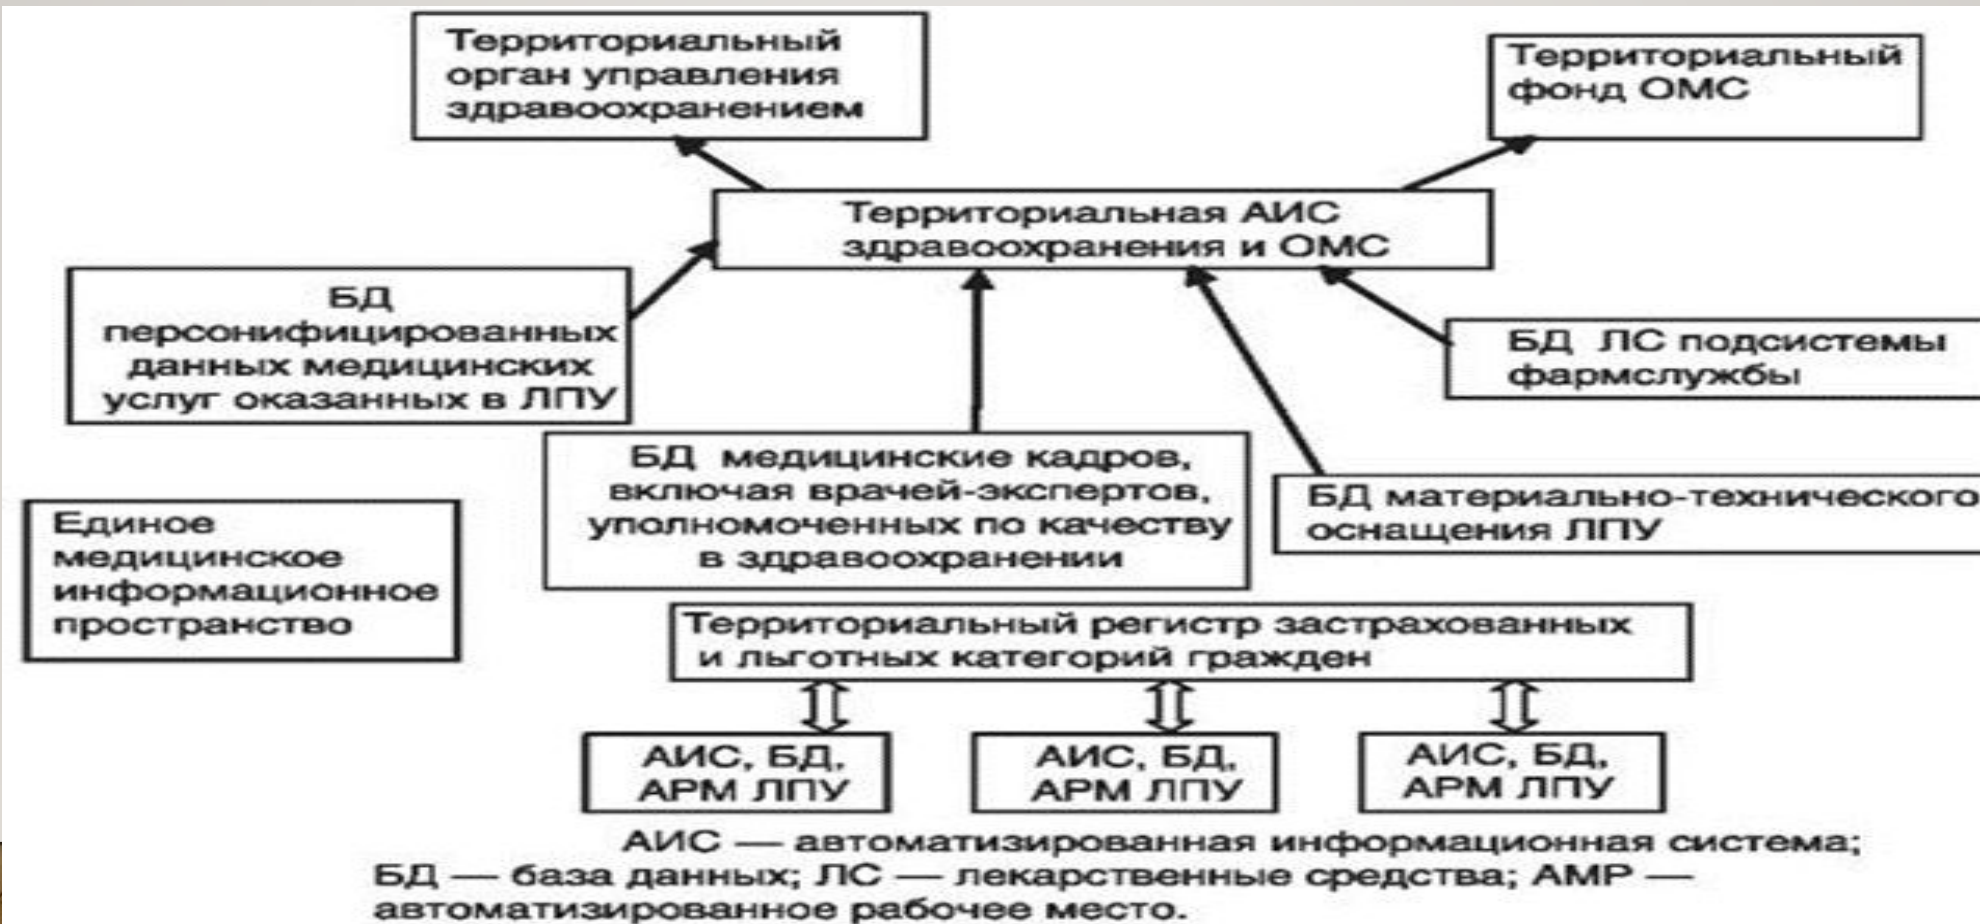 Территориальный
орган управления
здравоохранением
Территориальный
фонд ОМС
Территориальная АИС
здравоохранения и ОМС
БД
персонифицированных
данных медицинских
услуг оказанных в ЛПУ
БД ЛС подсистемы
фармслужбы
БД медицинские кадров,
включая врачей-экспертов,
уполномоченных по качеству
в здравоохранении
БД материально-технического
оснащения ЛПУ
Единое
медицинское
информационное
пространство
Территориальный регистр застрахованных
и льготных категорий гражден
АИС, БД,
АРМ ЛПУ
АИС, БД,
АРМ ЛПУ
АИС, БД,
АРМ ЛПУ
АИС — автоматизированная информационная система;
БД — база данных; ЛС — лекарственные средства; АМР —
автоматизированное рабочее место.